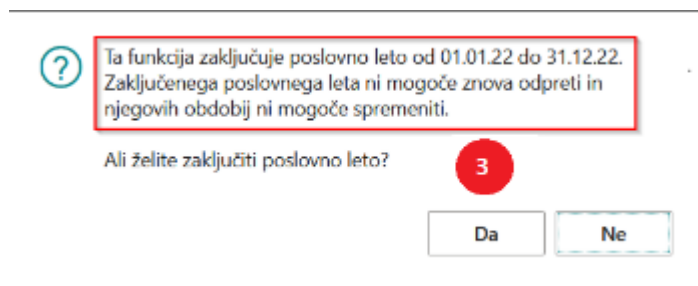 Ta funkcija zaključuje poslovno leto od 01.01.22 do 31.12.22.
Zaključenega poslovnega leta ni mogoče znova odpreti in
njegovih obdobij ni mogoče spremeniti.
Ali želite zaključiti poslovno leto?
3
Da
Ne